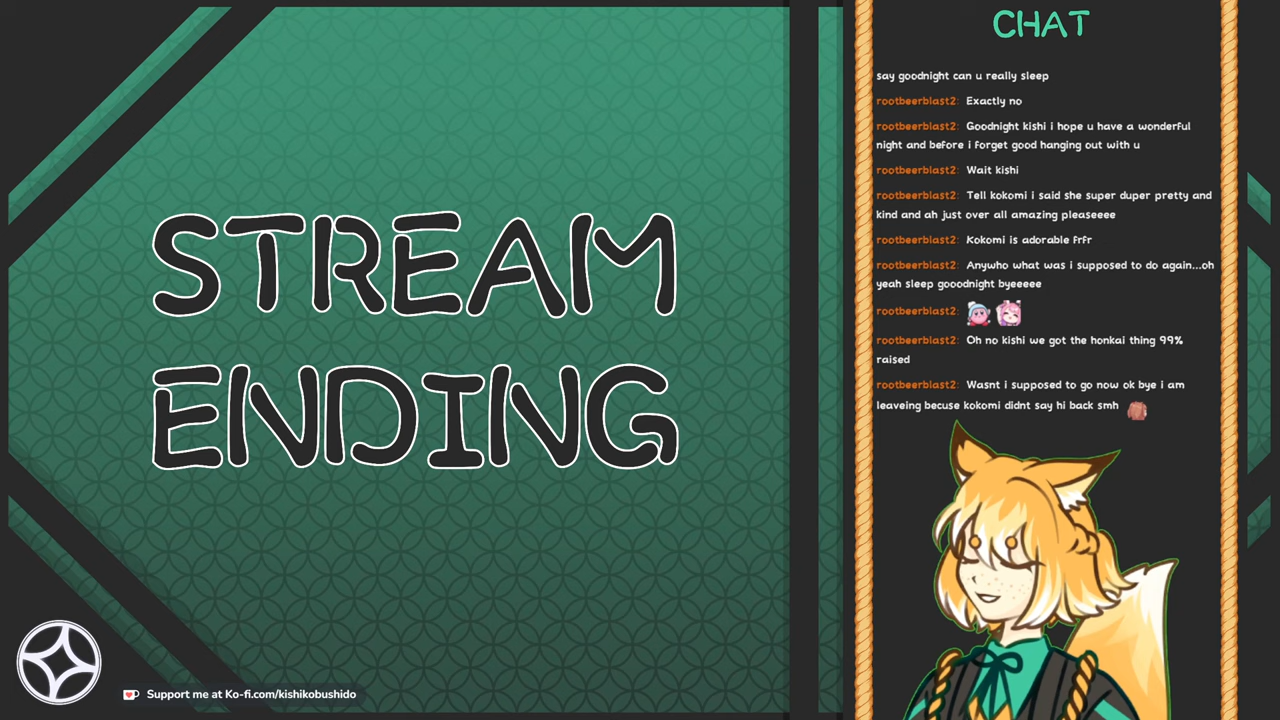 STREAM
ENDING
Support me at Ko-fi.com/kishikobushido
CHAT
say goodnight can u really sleep
rootbeerblast2: Exactly no
rootbeerblast2: Goodnight kishi i hope u have a wonderful
night and before i forget good hanging out with u
rootbeerblast2: Wait kishi
rootbeerblast2: Tell kokomi i said she super duper pretty and
kind and ah just over all amazing pleaseeee
rootbeerblast2: Kokomi is adorable frfr
rootbeerblast2: Anywho what was i supposed to do again...oh
yeah sleep gooodnight byeeeee
rootbeerblast2:
rootbeerblast2: Oh no kishi we got the honkai thing 99%
raised
rootbeerblast2: Wasnt i supposed to go now ok bye i am
leaveing becuse kokomi didnt say hi back smh